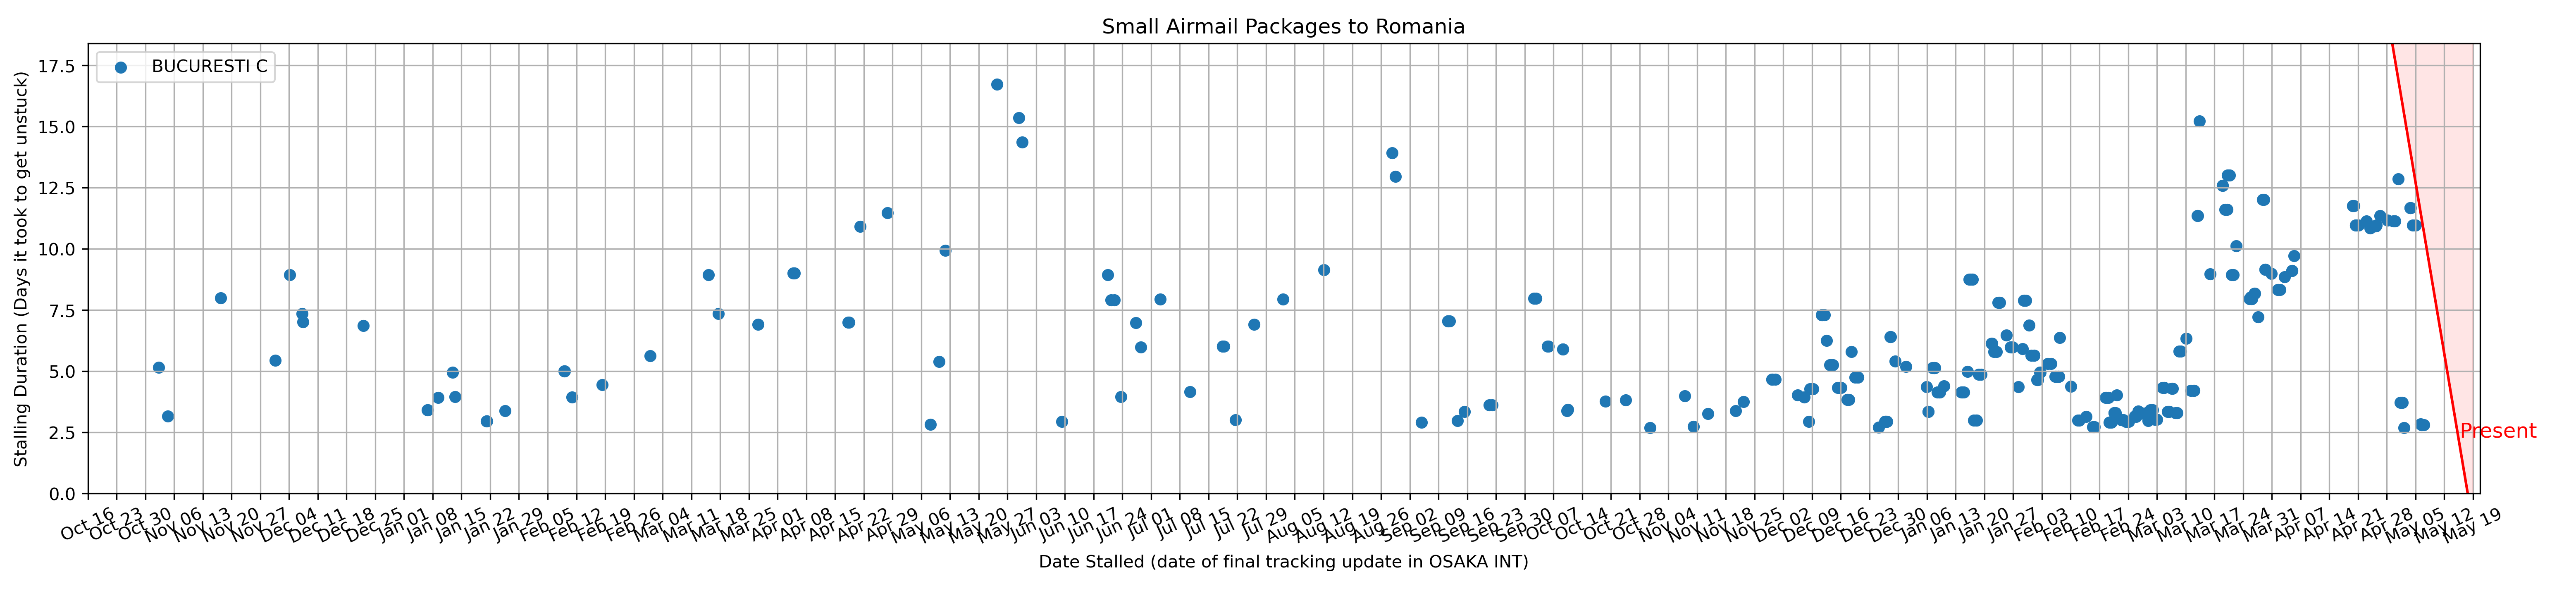 Small Airmail Packages to Romania
BUCURESTI C
Stalling Duration (Days it took to get unstuck)
17.5
15.0
12.5
10.0
7.5
5.0
2.5
0.0
Present
Oct 16 Oct 23 Oct 30 Nov 06 Nov 13 Nov 20 Nov 27 Dec 04 Dec 11 Dec 18 Dec 25 Jan 01 Jan 08 Jan 15 Jan 22 Jan 29 Feb 05 Feb 12 Feb 19 Feb 26 Mar 04 Mar 11 Mar 18 Mar 25 Apr 01 Apr 08 Apr 15 Apr 22 Apr 29 May 06 May 13 May 20 May 27 Jun 03 Jun 10 Jun 17 Jun 24 Jul 01 Jul 08 Jul 15 Jul 22 Jul 29 Aug 05 Aug 12 Aug 19 Aug 26 Sep 02 Sep 09 Sep 16 Sep 23 Sep 30 Oct 07 Oct 14 Oct 21 Oct 28 Nov 04 Nov 11 Nov 18 Nov 25 Dec 02 Dec 09 Dec 16 Dec 23 Dec 30 Jan 06 Jan 13 Jan 20 Jan 27 Feb 03 Feb 10 Feb 17 Feb 24 Mar 03 Mar 10 Mar 17 Mar 24 Mar 31 Apr 07 Apr 14 Apr 21 Apr 28 May 05 May 12 May 19
Date Stalled (date of final tracking update in OSAKA INT)